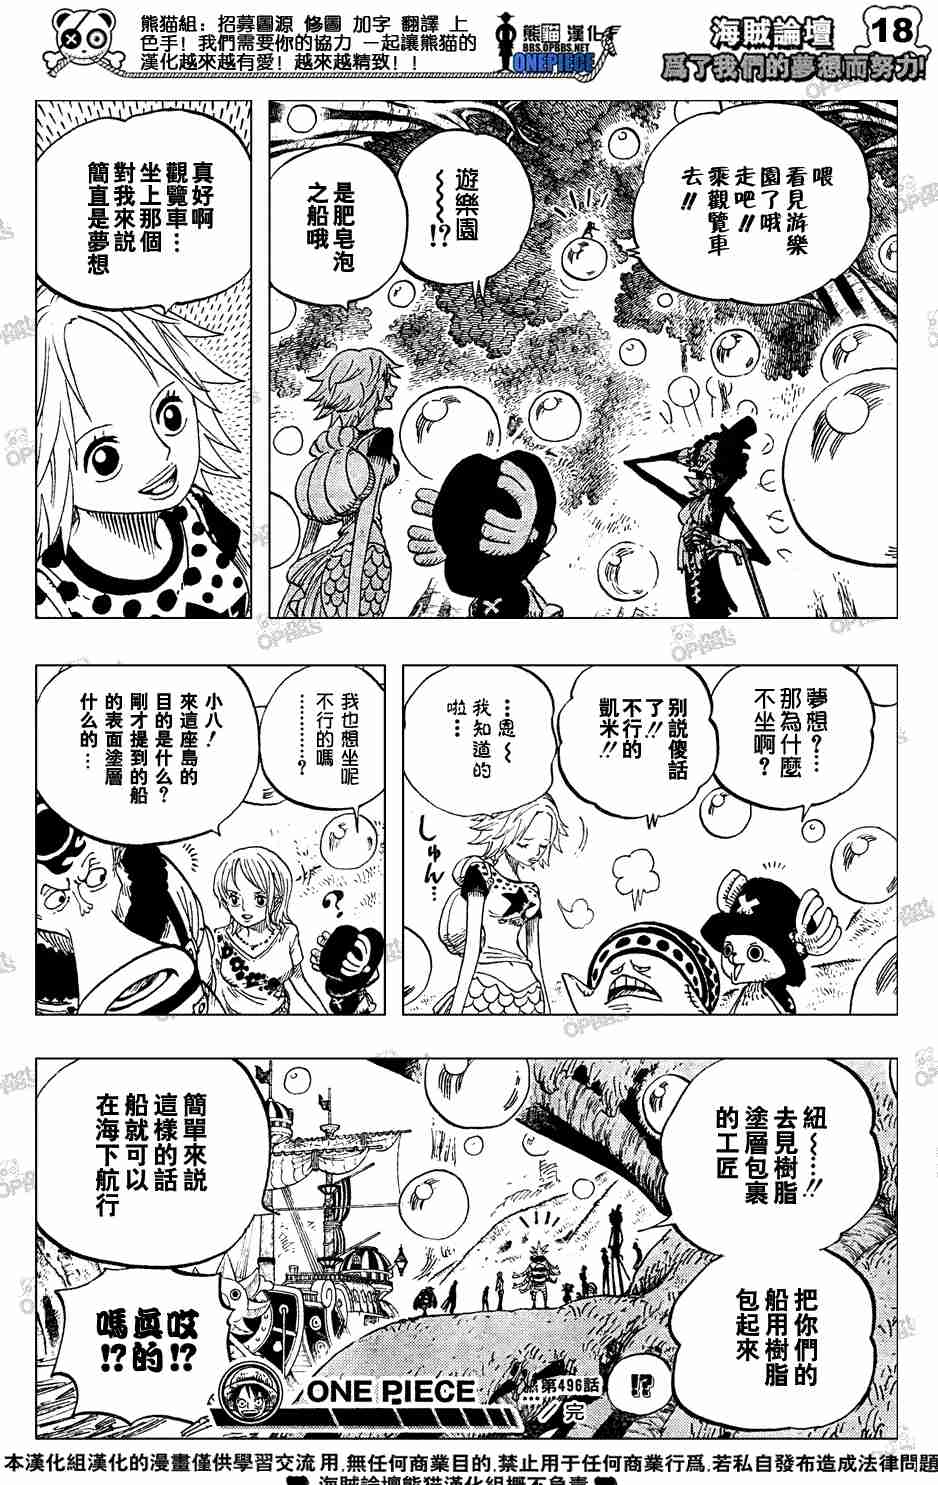 熊猫組：招募圖源 修圖 加字 翻譯 上
色手！我們需要你的協力 一起讓熊猫的
漢化越來越有愛！越來越精致！！
熊猫 漢化
BBS.OPBBS.NET
ONEPIECE
海賊論壇
爲了我們的夢想而努力!
18
喂
看見游樂
園了哦
走吧!!
乘觀覽車
去!!
遊樂園
～～～!?
是肥皂泡
之船哦
真好啊
觀覽車…
坐上那個
對我來說
簡直是夢想
夢想？……
那為什麼
不坐啊？
別説傻話
了!!
不行的
凱米!!
…恩～
我知道的
啦…
しゅん…
我也想坐呢
不行的嗎
…………？
小八！
來這座島的
目的是什么？
剛才提到的船
的表面塗層
什么的…
?
紐～……!!
去見樹脂
塗層包裹
的工匠
把你們的
船用樹脂
包起來
!?
簡單來説
這樣的話
船就可以
在海下航行
哎!?
真的
嗎!?
ONE PIECE
第496話
完
本漢化組漢化的漫畫僅供學習交流用,無任何商業目的,禁止用于任何商業行爲,若私自發布造成法律問題
海賊論壇熊猫漢化組概不負責